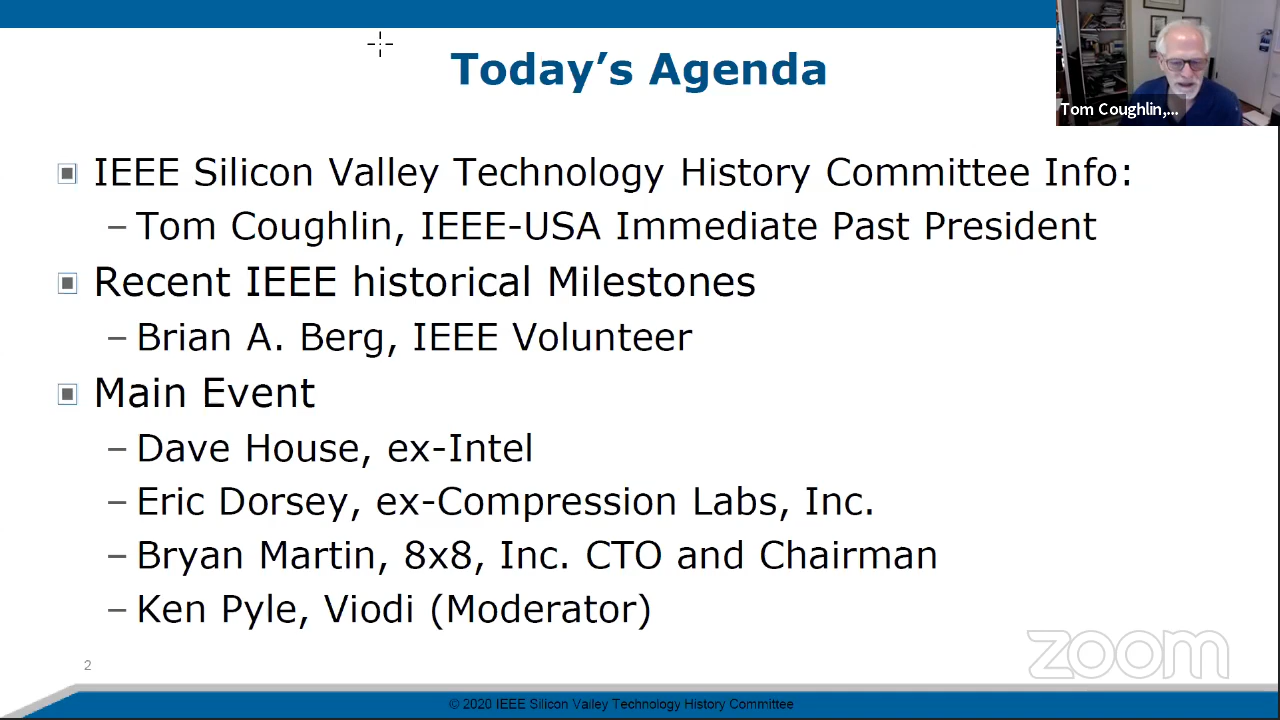 Today’s Agenda
Tom Coughlin,...
IEEE Silicon Valley Technology History Committee Info:
– Tom Coughlin, IEEE-USA Immediate Past President
Recent IEEE historical Milestones
– Brian A. Berg, IEEE Volunteer
Main Event
– Dave House, ex-Intel
– Eric Dorsey, ex-Compression Labs, Inc.
– Bryan Martin, 8x8, Inc. CTO and Chairman
– Ken Pyle, Viodi (Moderator)
zoom
2
© 2020 IEEE Silicon Valley Technology History Committee